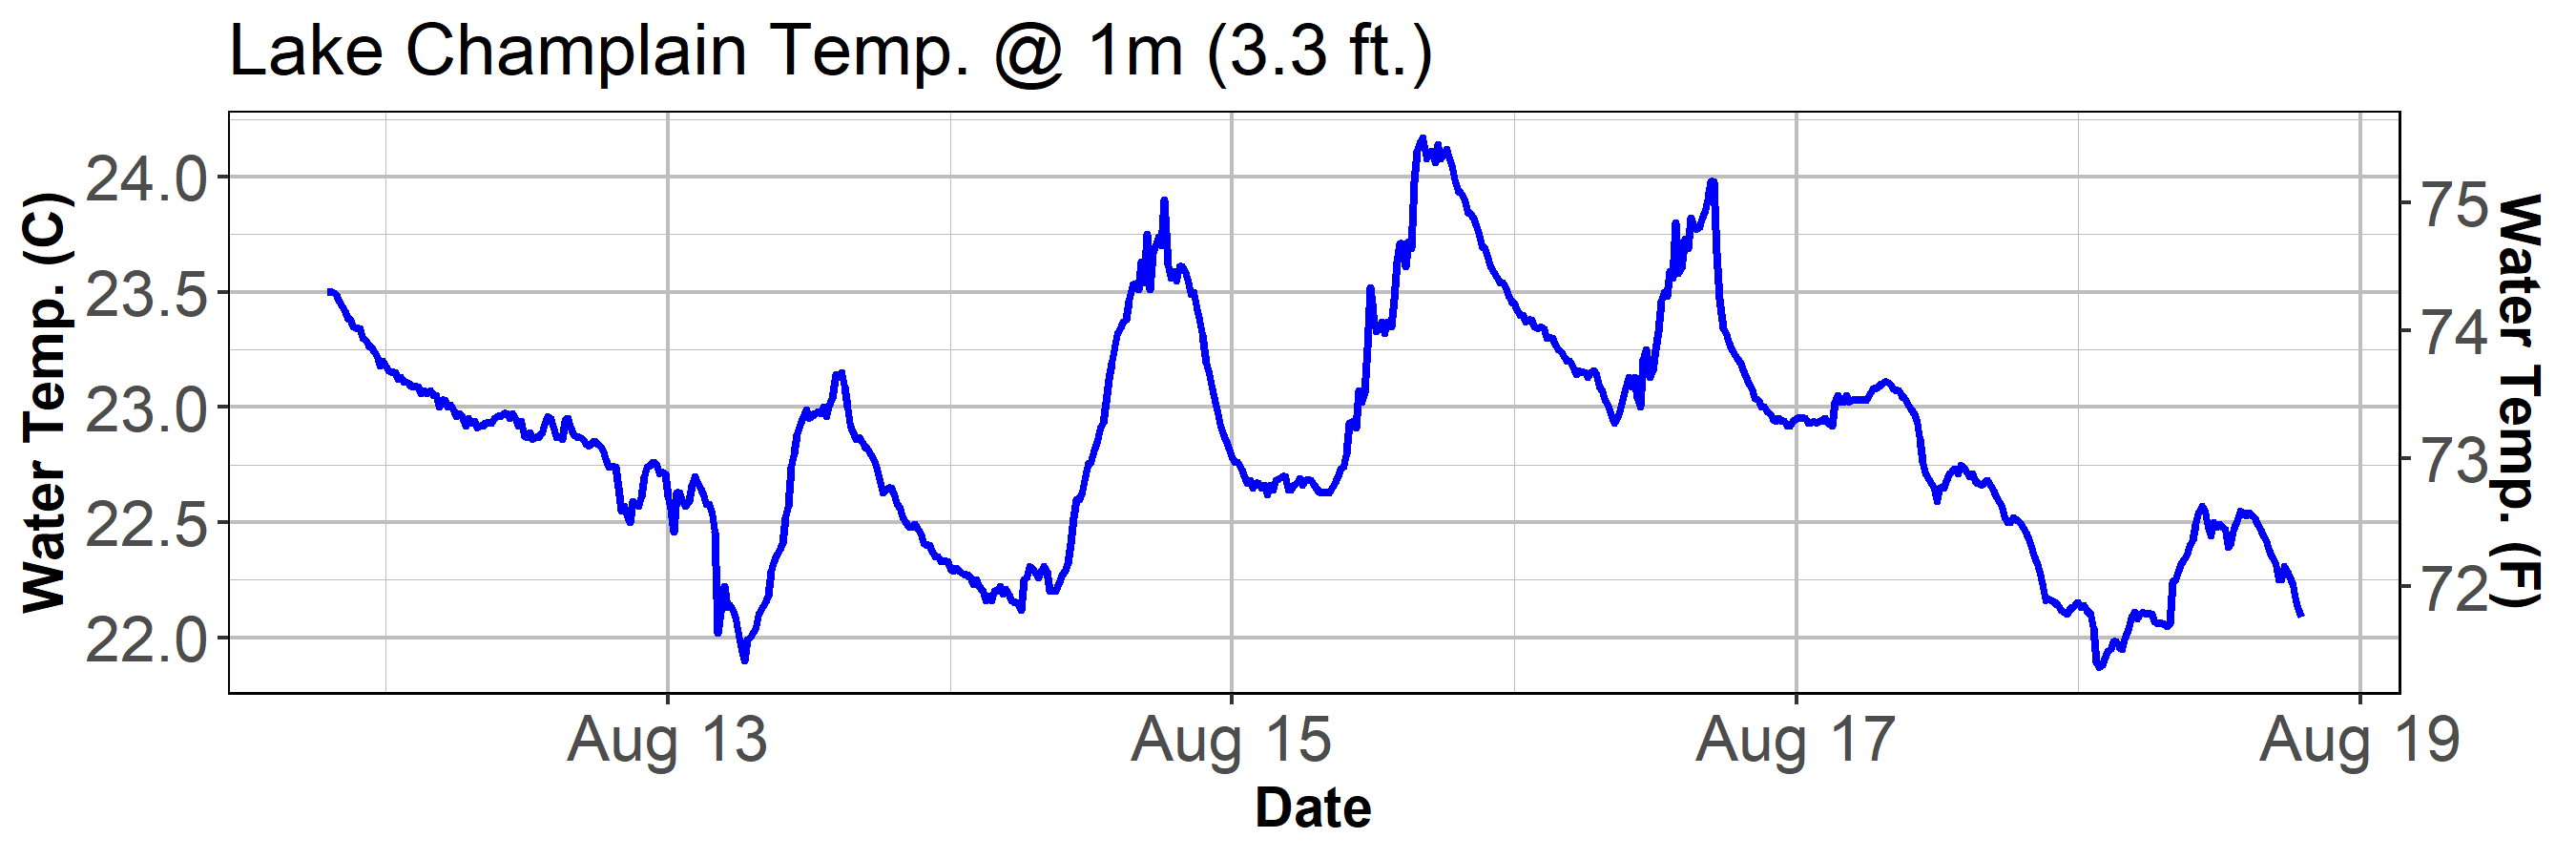 Lake Champlain Temp. @ 1m (3.3 ft.)
Water Temp. (C)
24.0
23.5
23.0
22.5
22.0
75
74
73
72
Water Temp. (F)
Aug 13
Aug 15
Aug 17
Aug 19
Date